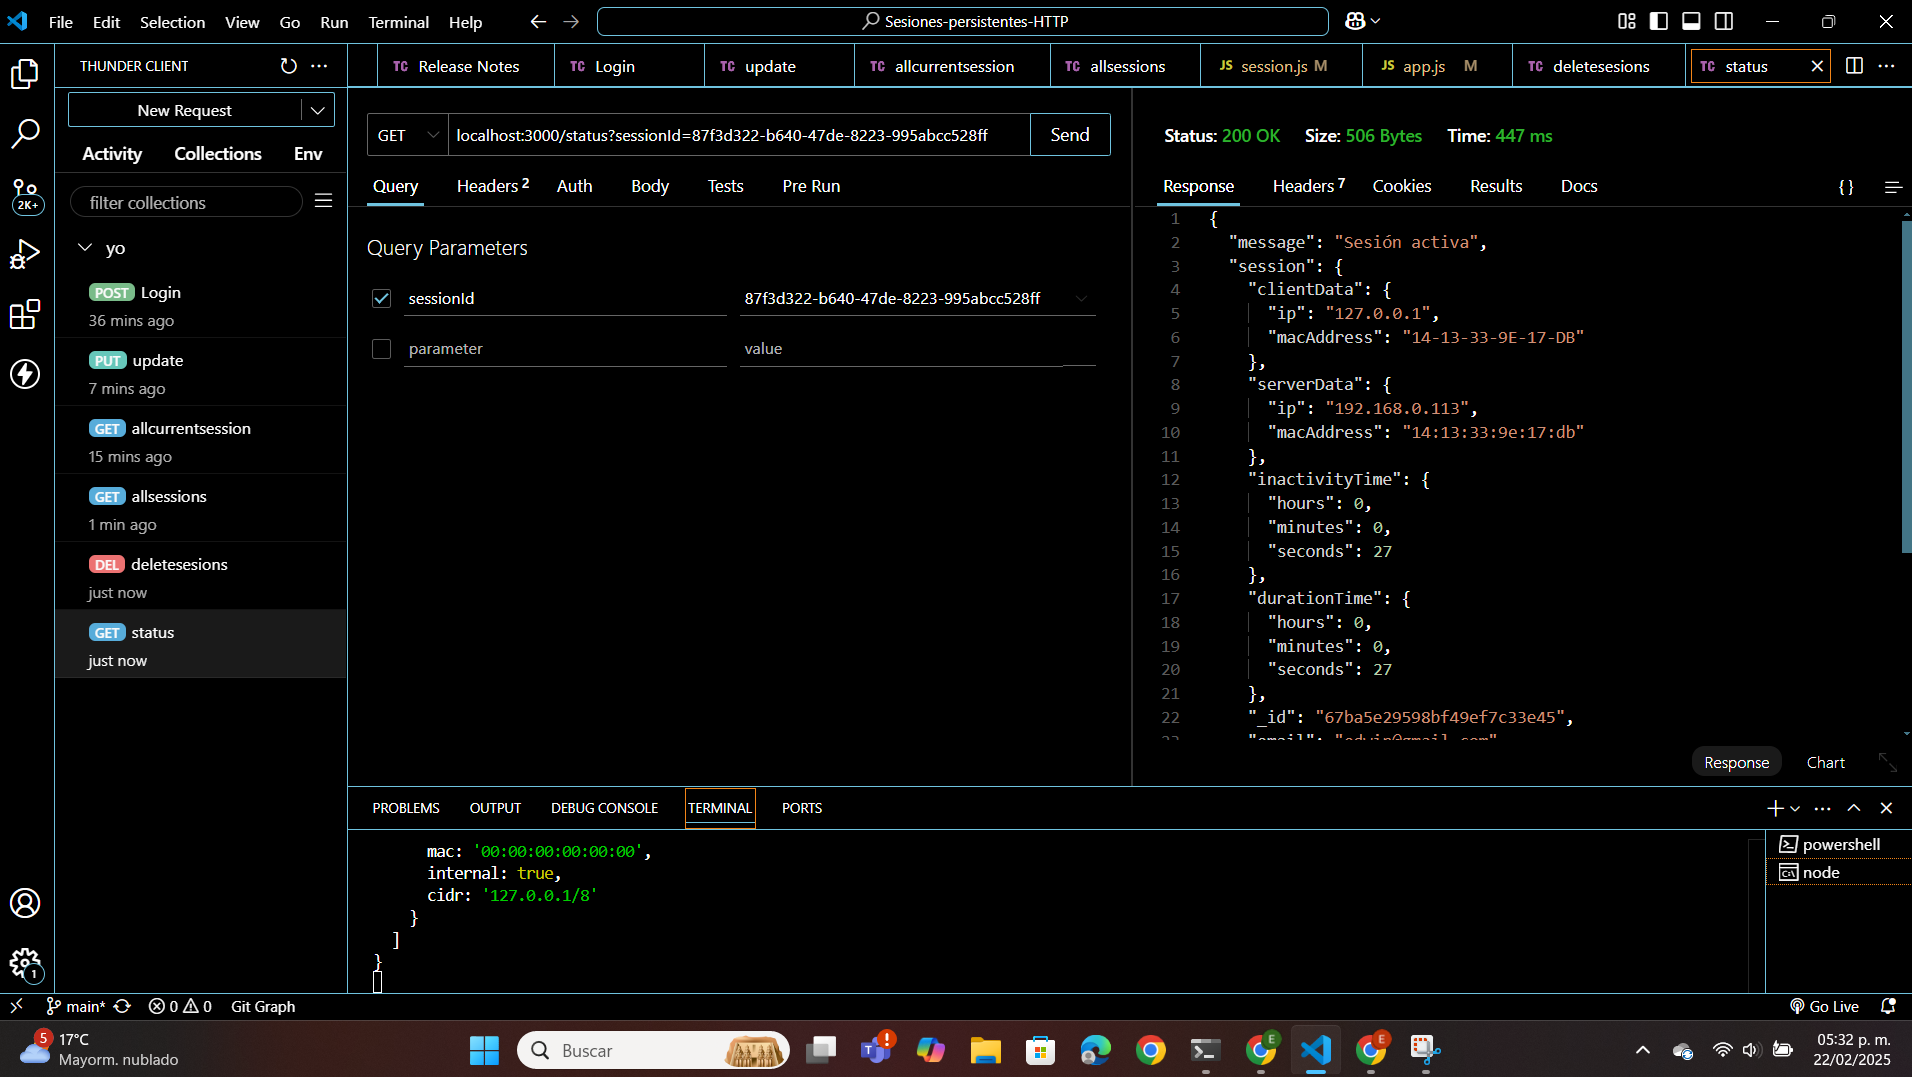 File Edit Selection View Go Run Terminal Help
Sesiones-persistentes-HTTP
THUNDER CLIENT
TC Release Notes
TC Login
TC update
TC allcurrentsession
TC allsessions
JS session.js M
JS app.js M
TC deletesesions
TC status
New Request
Activity Collections Env
filter collections
yo
POST Login
36 mins ago
PUT update
7 mins ago
GET allcurrentsession
15 mins ago
GET allsessions
1 min ago
DEL deletesesions
just now
GET status
just now
2K+
1
GET localhost:3000/status?sessionId=87f3d322-b640-47de-8223-995abcc528ff Send
Query Headers 2 Auth Body Tests Pre Run
Query Parameters
sessionId 87f3d322-b640-47de-8223-995abcc528ff
parameter value
Status: 200 OK Size: 506 Bytes Time: 447 ms
Response Headers 7 Cookies Results Docs {}
1 {
2 "message": "Sesión activa",
3 "session": {
4 "clientData": {
5 "ip": "127.0.0.1",
6 "macAddress": "14-13-33-9E-17-DB"
7 },
8 "serverData": {
9 "ip": "192.168.0.113",
10 "macAddress": "14:13:33:9e:17:db"
11 },
12 "inactivityTime": {
13 "hours": 0,
14 "minutes": 0,
15 "seconds": 27
16 },
17 "durationTime": {
18 "hours": 0,
19 "minutes": 0,
20 "seconds": 27
21 },
22 "_id": "67ba5e29598bf49ef7c33e45",
23 "email": "edwin@gmail.com"
Response Chart
PROBLEMS OUTPUT DEBUG CONSOLE TERMINAL PORTS
mac: '00:00:00:00:00:00',
internal: true,
cidr: '127.0.0.1/8'
}
]
}
powershell
node
main* 0 0 Git Graph
Go Live
5
17°C
Mayorm. nublado
Buscar
E
E
05:32 p. m.
22/02/2025